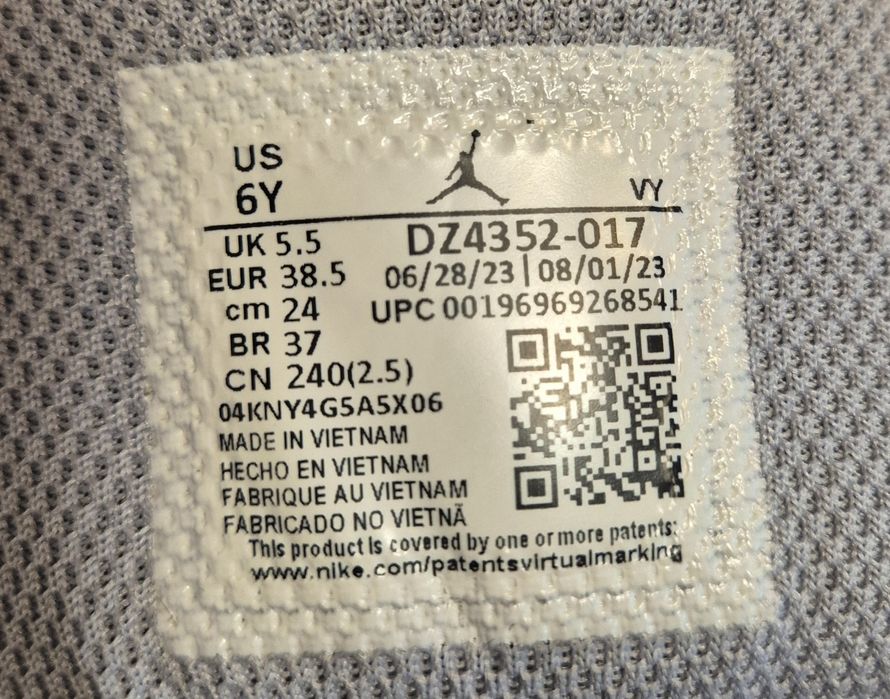 US
6Y VY
UK 5.5 DZ4352-017
EUR 38.5 06/28/23 | 08/01/23
cm 24 UPC 00196969268541
BR 37
CN 240(2.5)
04KNY4G5A5X06
MADE IN VIETNAM
HECHO EN VIETNAM
FABRIQUE AU VIETNAM
FABRICADO NO VIETNÃ
This product is covered by one or more patents:
www.nike.com/patentsvirtualmarking